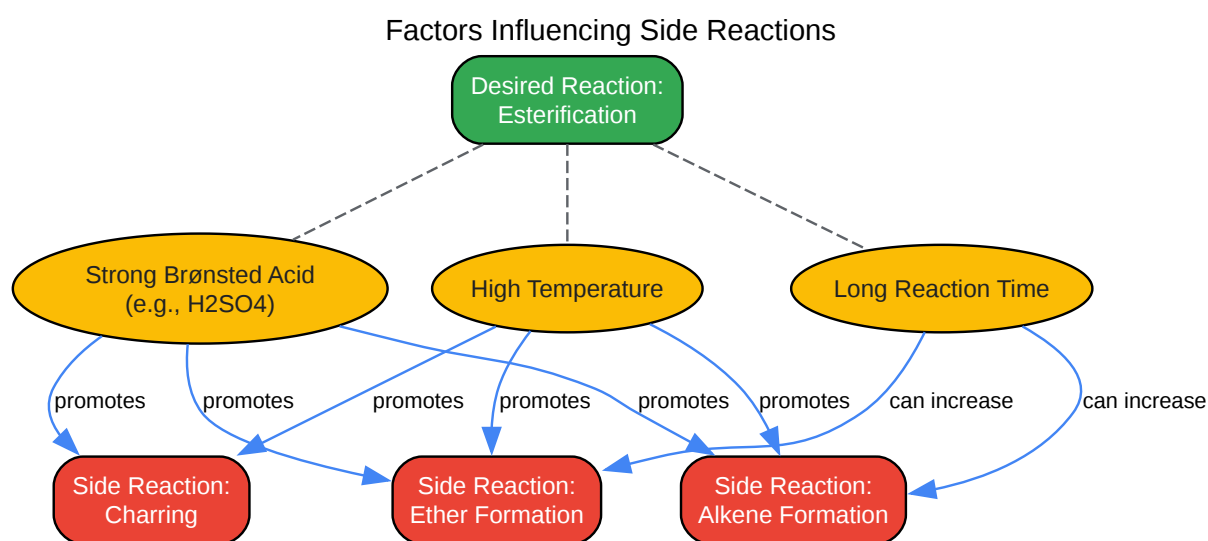 Factors Influencing Side Reactions
Desired Reaction:
Esterification
Strong Brønsted Acid
(e.g., H2SO4)
High Temperature
Long Reaction Time
promotes
promotes
promotes
promotes
promotes
promotes
can increase
can increase
Side Reaction:
Charring
Side Reaction:
Ether Formation
Side Reaction:
Alkene Formation